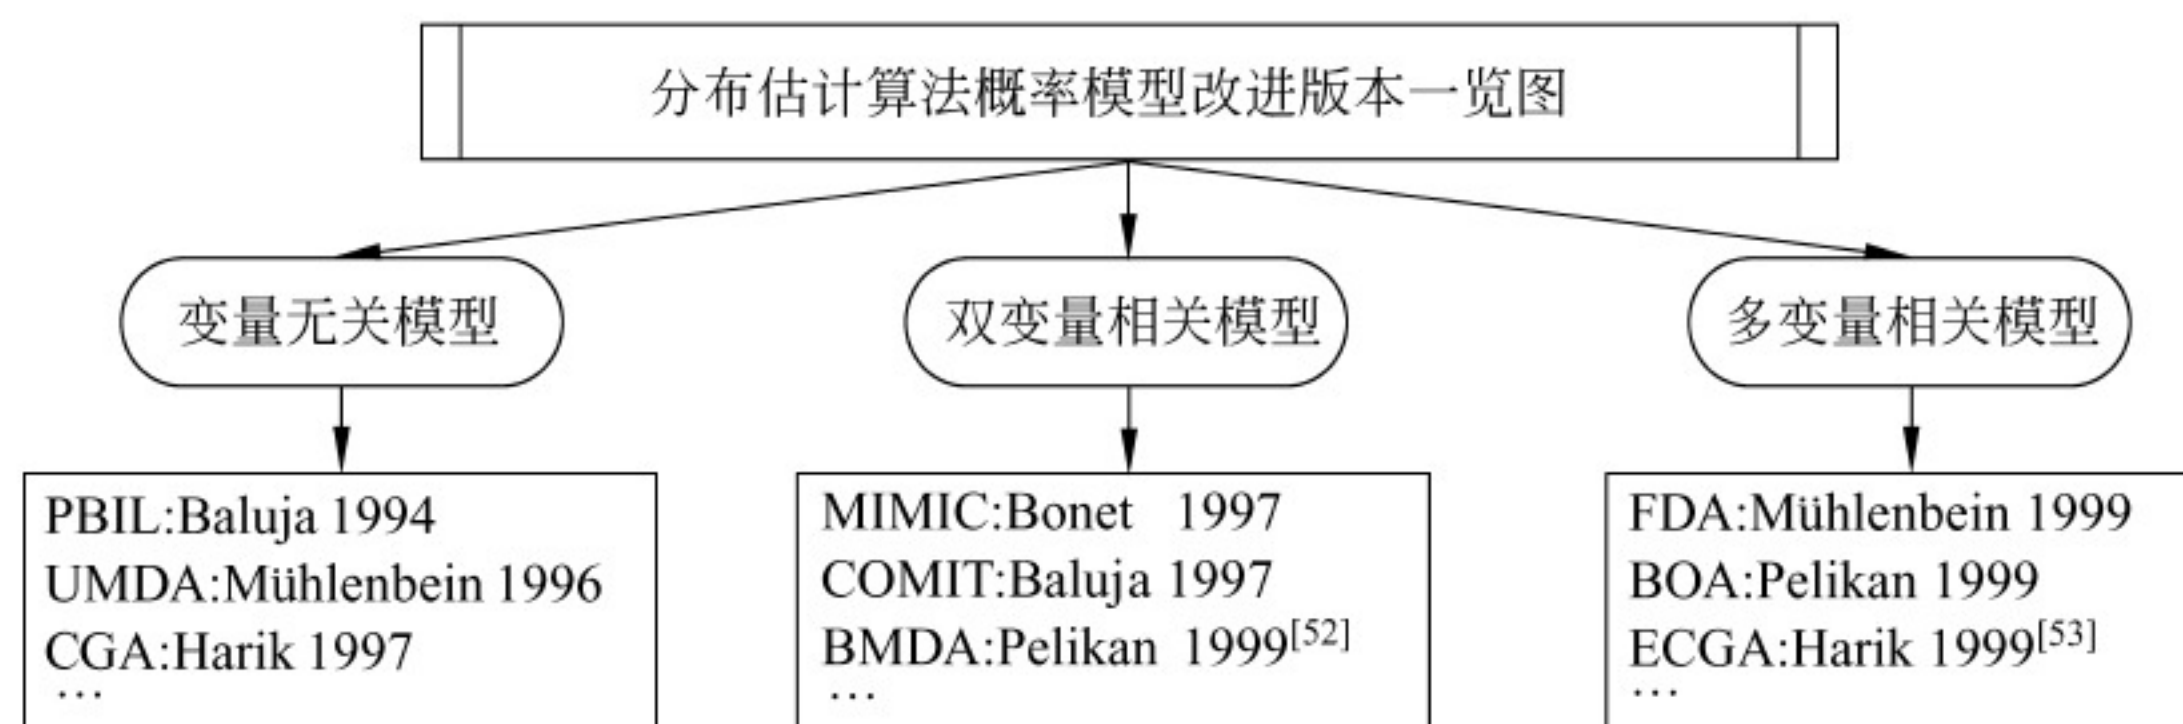 分布估计算法概率模型改进版本一览图
变量无关模型
双变量相关模型
多变量相关模型
PBIL:Baluja 1994
UMDA:Mühlenbein 1996
CGA:Harik 1997
…
MIMIC:Bonet 1997
COMIT:Baluja 1997
BMDA:Pelikan 1999[52]
…
FDA:Mühlenbein 1999
BOA:Pelikan 1999
ECGA:Harik 1999[53]
…